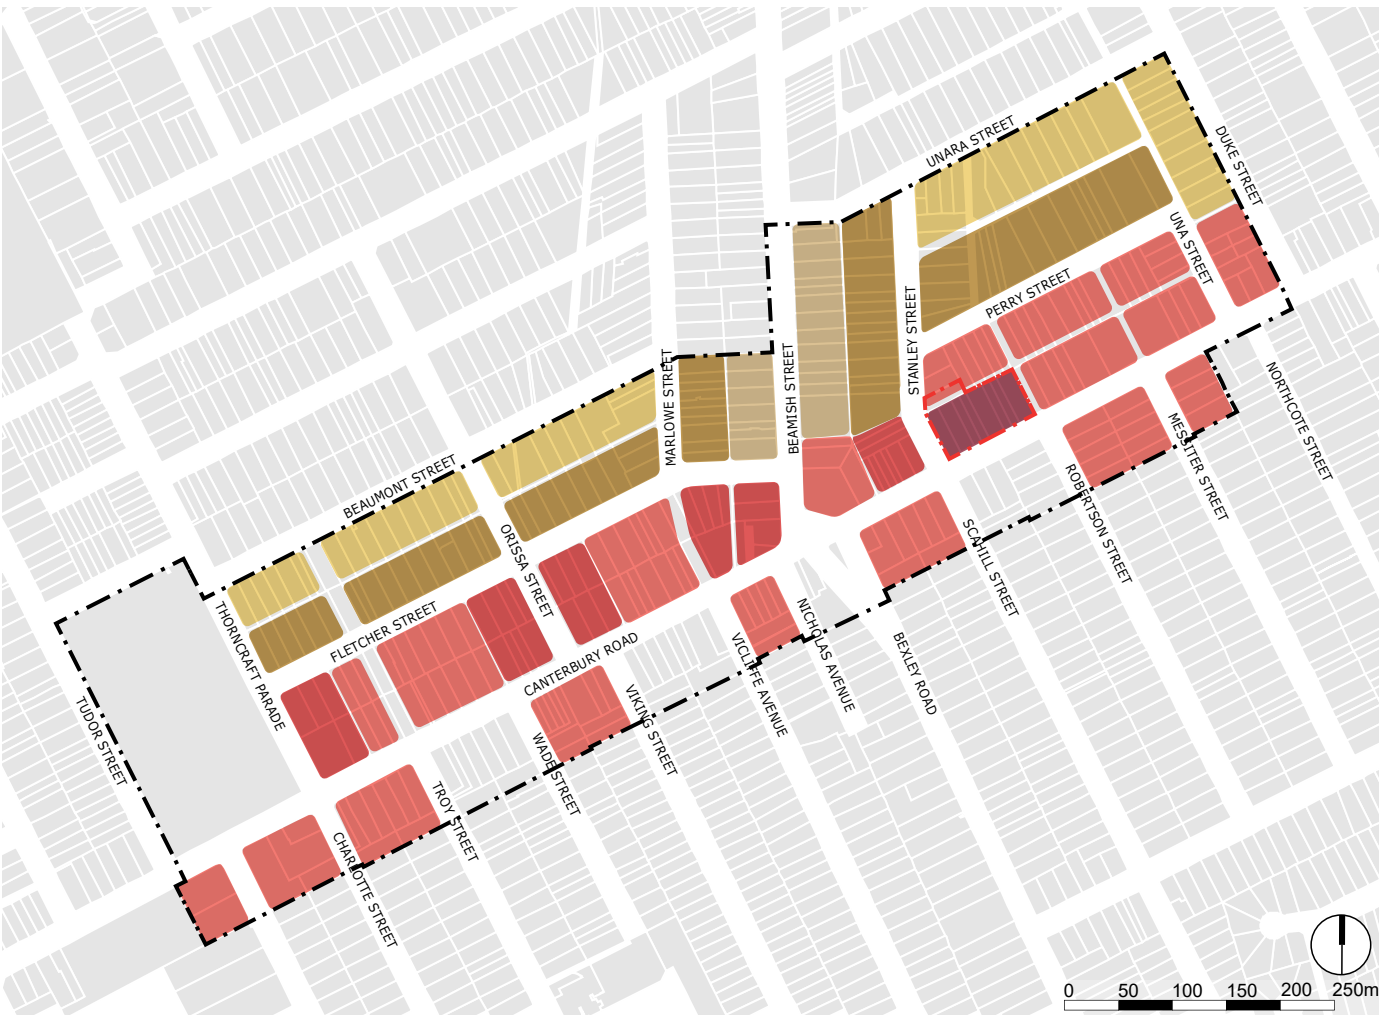 UNARA STREET
DUKE STREET
UNA STREET
PERRY STREET
STANLEY STREET
BEAMISH STREET
MARLOWE STREET
NORTHCOTE STREET
MESSITER STREET
ROBERTSON STREET
BEAUMONT STREET
ORISSA STREET
SCAHILL STREET
FLETCHER STREET
THORNCRAFT PARADE
CANTERBURY ROAD
NICHOLAS AVENUE
VICLIFFE AVENUE
BEXLEY ROAD
TUDOR STREET
VIKING STREET
WADE STREET
TROY STREET
CHARLOTTE STREET
0 50 100 150 200 250m